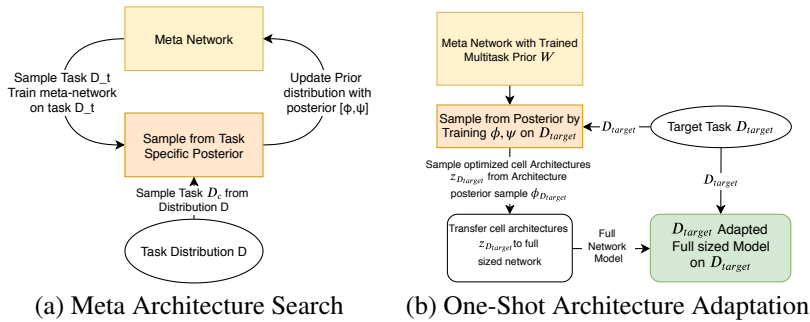 Meta Network
Sample Task D_t
Train meta-network
on task D_t
Update Prior
distribution with
posterior [ϕ,ψ]
Sample from Task
Specific Posterior
Sample Task D_c from
Distribution D
Task Distribution D
(a) Meta Architecture Search
Meta Network with Trained
Multitask Prior W
Sample from Posterior by
Training ϕ, ψ on D_target
D_target
Target Task D_target
Sample optimized cell Architectures
z_D_target from Architecture
posterior sample ϕ_D_target
D_target
Transfer cell architectures
z_D_target to full
sized network
Full
Network
Model
D_target Adapted
Full sized Model
on D_target
(b) One-Shot Architecture Adaptation